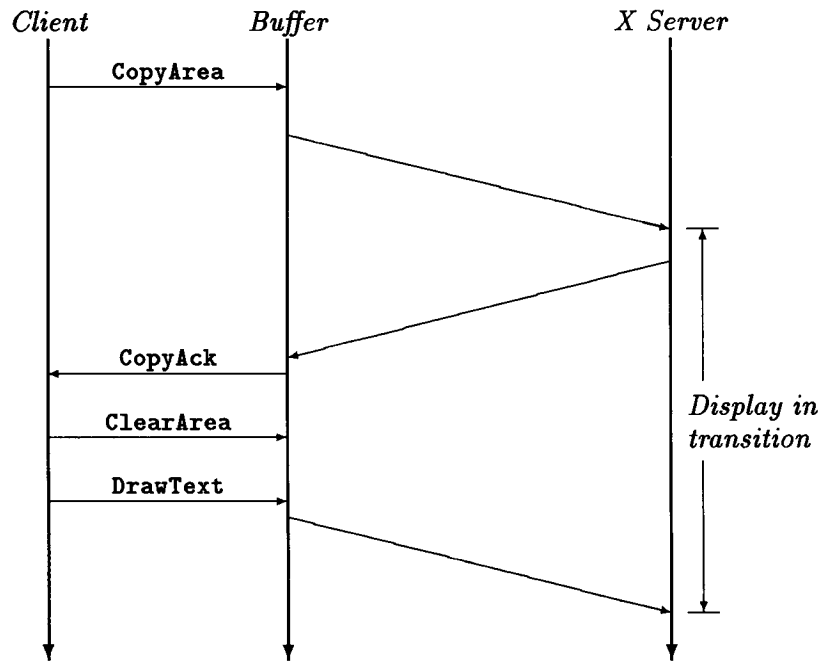 Client
Buffer
X Server
CopyArea
CopyAck
ClearArea
DrawText
Display in
transition